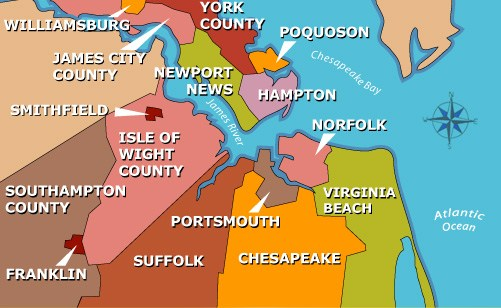 WILLIAMSBURG
YORK
COUNTY
POQUOSON
JAMES CITY
COUNTY
Chesapeake Bay
NEWPORT
NEWS
HAMPTON
SMITHFIELD
James River
NORFOLK
ISLE OF
WIGHT
COUNTY
SOUTHAMPTON
COUNTY
VIRGINIA
BEACH
PORTSMOUTH
Atlantic
Ocean
FRANKLIN
SUFFOLK
CHESAPEAKE